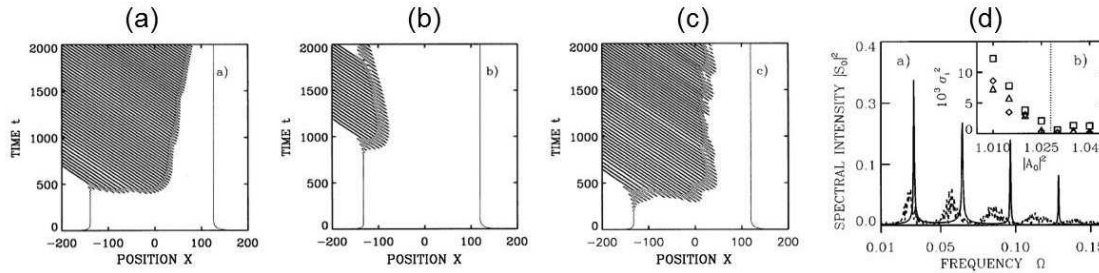 (a) (b) (c) (d)
2000
1500
1000
500
0
TIME t
a)
-200 -100 0 100 200
POSITION X
2000
1500
1000
500
0
TIME t
b)
-200 -100 0 100 200
POSITION X
2000
1500
1000
500
0
TIME t
c)
-200 -100 0 100 200
POSITION X
0.4
0.3
0.1
0.0
SPECTRAL INTENSITY |S₀|²
a)
b)
10
5
0
10³ σᵢ²
1.010 1.025 1.04
|A₀|²
0.01 0.05 0.10 0.15
FREQUENCY Ω